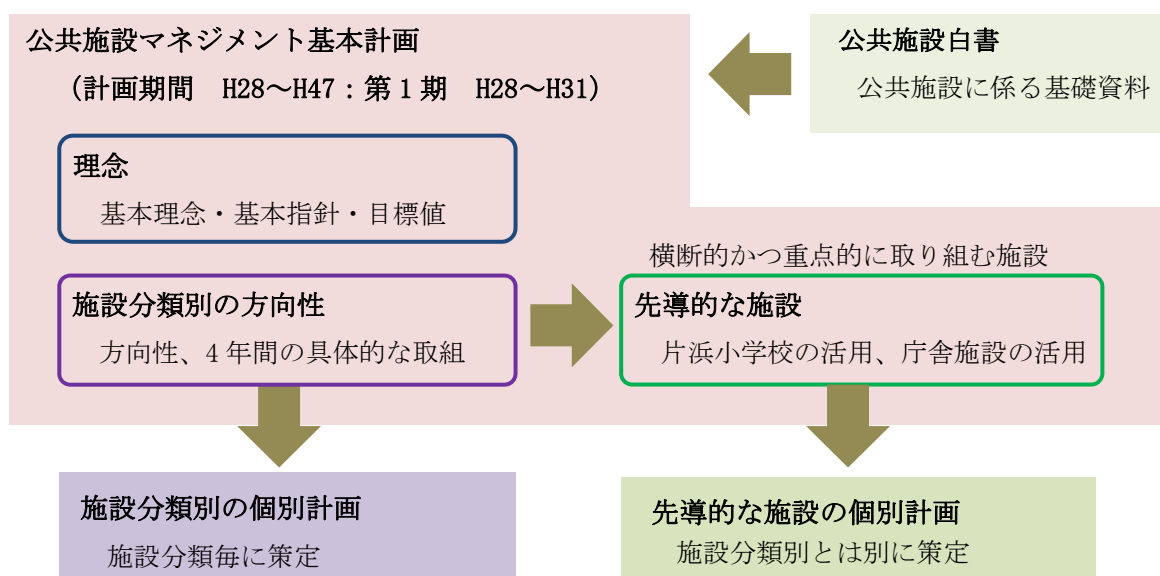 公共施設マネジメント基本計画
（計画期間　H28～H47：第1期　H28～H31）
公共施設白書
公共施設に係る基礎資料
理念
基本理念・基本指針・目標値
施設分類別の方向性
方向性、4年間の具体的な取組
横断的かつ重点的に取り組む施設
先導的な施設
片浜小学校の活用、庁舎施設の活用
施設分類別の個別計画
施設分類毎に策定
先導的な施設の個別計画
施設分類別とは別に策定